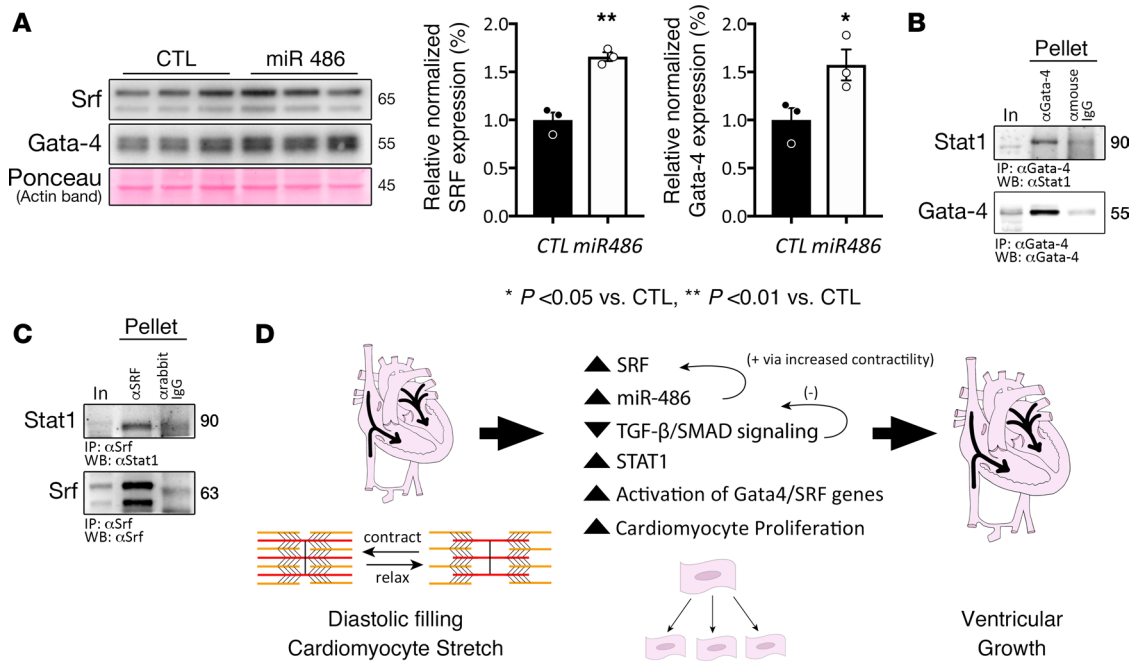 A
CTL
miR 486
Srf
65
Gata-4
55
Ponceau
(Actin band)
45
Relative normalized
SRF expression (%)
2.0
1.5
1.0
0.5
0.0
**
CTL miR486
Relative normalized
Gata-4 expression (%)
2.0
1.5
1.0
0.5
0.0
*
CTL miR486
* P <0.05 vs. CTL, ** P <0.01 vs. CTL
B
Pellet
In
αGata-4
αmouse
IgG
Stat1
90
IP: αGata-4
WB: αStat1
Gata-4
55
IP: αGata-4
WB: αGata-4
C
Pellet
In
αSRF
αrabbit
IgG
Stat1
90
IP: αSrf
WB: αStat1
Srf
63
IP: αSrf
WB: αSrf
D
contract
relax
Diastolic filling
Cardiomyocyte Stretch
SRF
(+ via increased contractility)
miR-486
(-)
TGF-β/SMAD signaling
STAT1
Activation of Gata4/SRF genes
Cardiomyocyte Proliferation
Ventricular
Growth